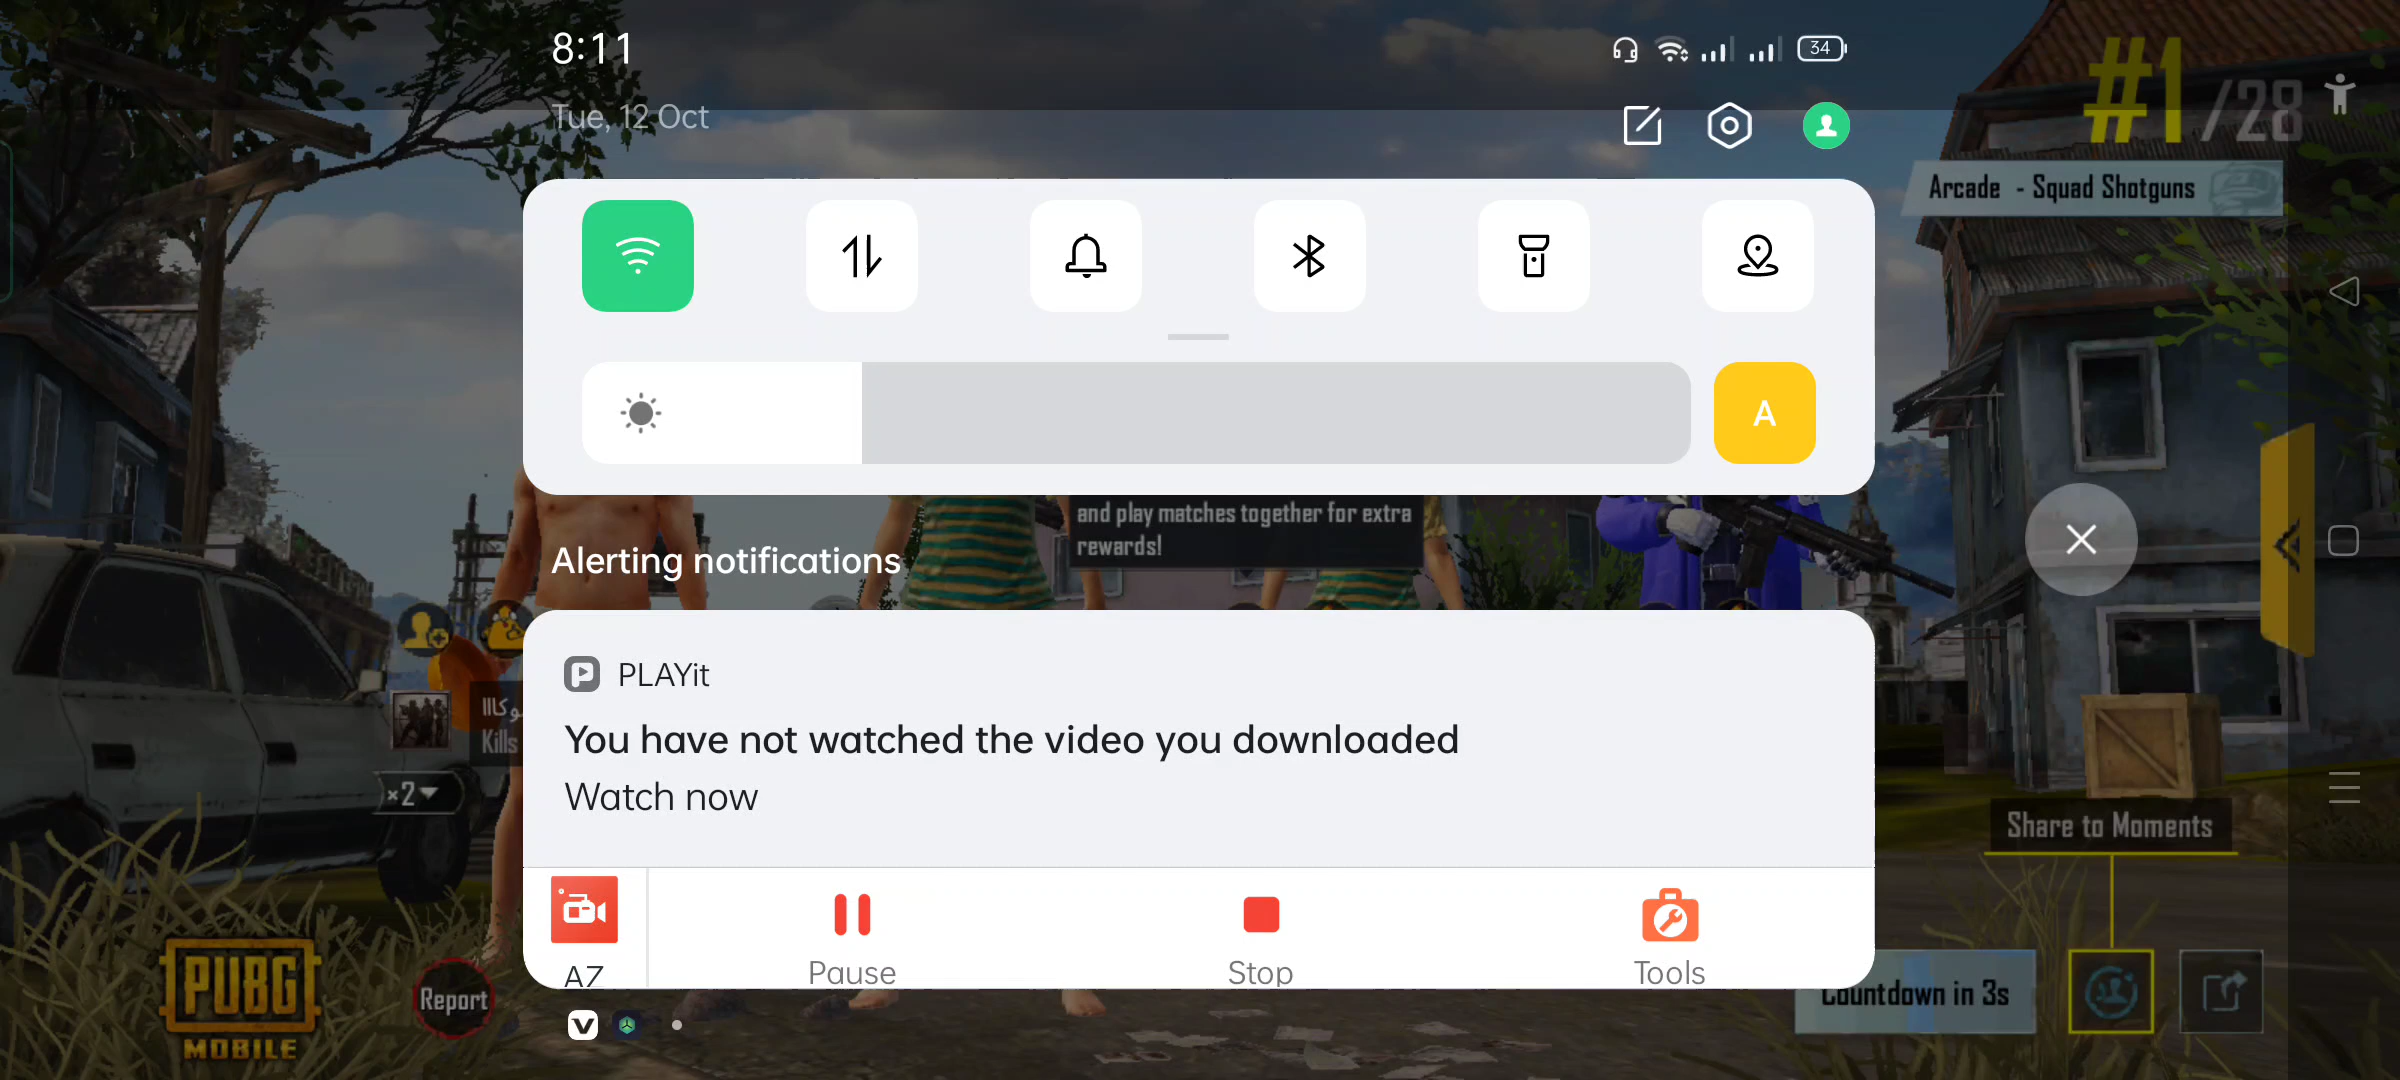 8:11
34
Tue, 12 Oct
#1/28
Arcade - Squad Shotguns
A
and play matches together for extra
rewards!
Alerting notifications
PLAYit
You have not watched the video you downloaded
Watch now
Kills
×2
Share to Moments
AZ
Pause
Stop
Tools
PUBG
MOBILE
Report
Countdown in 3s